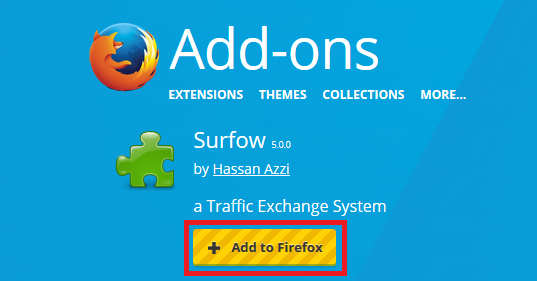 Add-ons
EXTENSIONS THEMES COLLECTIONS MORE...
Surfow 5.0.0
by Hassan Azzi
a Traffic Exchange System
+ Add to Firefox